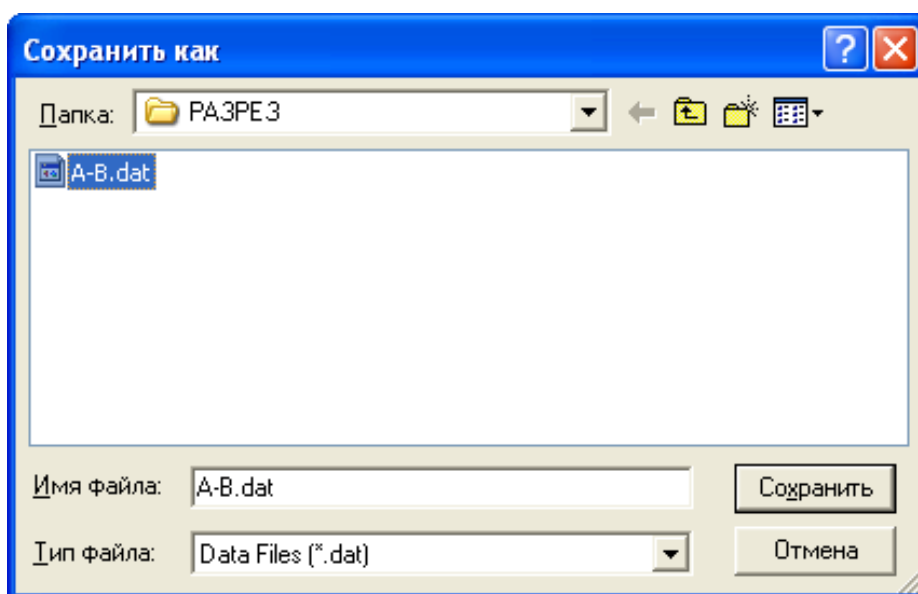 Сохранить как
Папка: РАЗРЕЗ
A-B.dat
Имя файла: A-B.dat Сохранить
Тип файла: Data Files (*.dat) Отмена